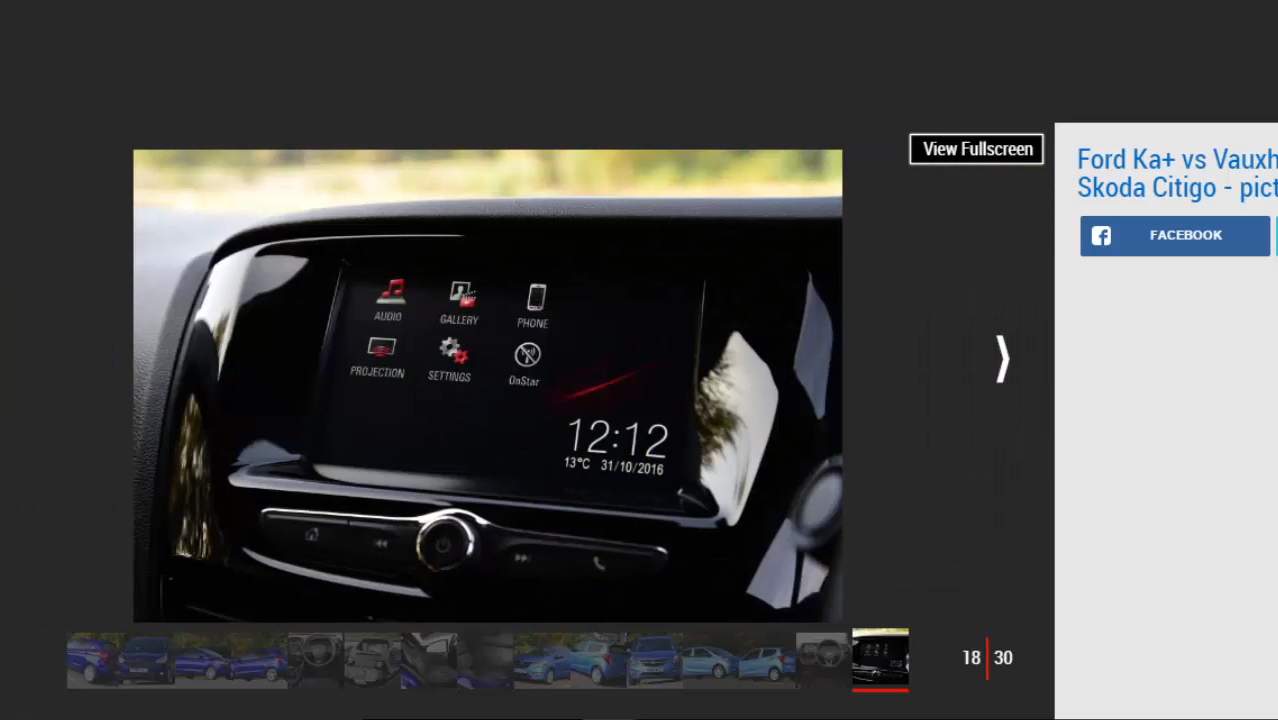 View Fullscreen
Ford Ka+ vs Vauxh
Skoda Citigo - pict
FACEBOOK
AUDIO
GALLERY
PHONE
PROJECTION
SETTINGS
OnStar
12:12
13°C 31/10/2016
18 30